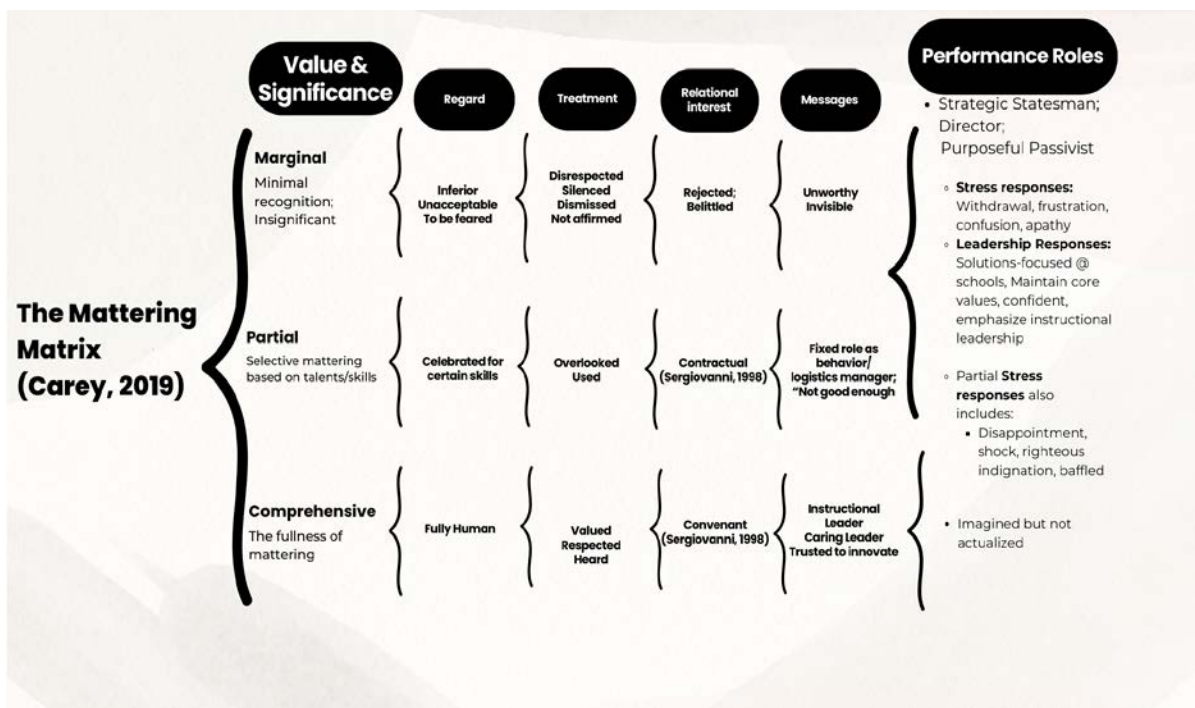 The Mattering
Matrix
(Carey, 2019)
Value &
Significance
Regard
Treatment
Relational
interest
Messages
Performance Roles
Marginal
Minimal
recognition;
Insignificant
Inferior
Unacceptable
To be feared
Disrespected
Silenced
Dismissed
Not affirmed
Rejected;
Belittled
Unworthy
Invisible
Partial
Selective mattering
based on talents/skills
Celebrated for
certain skills
Overlooked
Used
Contractual
(Sergiovanni, 1998)
Fixed role as
behavior/
logistics manager;
"Not good enough
Comprehensive
The fullness of
mattering
Fully Human
Valued
Respected
Heard
Convenant
(Sergiovanni, 1998)
Instructional
Leader
Caring Leader
Trusted to innovate
• Strategic Statesman;
Director;
Purposeful Passivist
◦ Stress responses:
Withdrawal, frustration,
confusion, apathy
◦ Leadership Responses:
Solutions-focused @
schools, Maintain core
values, confident,
emphasize instructional
leadership
◦ Partial Stress
responses also
includes:
▪ Disappointment,
shock, righteous
indignation, baffled
• Imagined but not
actualized